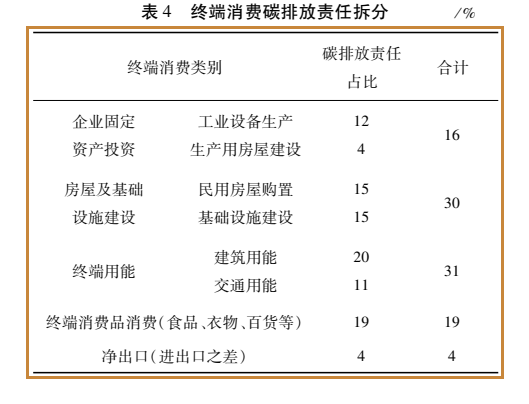 表 4 终端消费碳排放责任拆分 /%
终端消费类别 碳排放责任占比 合计
企业固定资产投资 工业设备生产 12 16
生产用房屋建设 4
房屋及基础设施建设 民用房屋购置 15 30
基础设施建设 15
终端用能 建筑用能 20 31
交通用能 11
终端消费品消费(食品、衣物、百货等) 19 19
净出口(进出口之差) 4 4